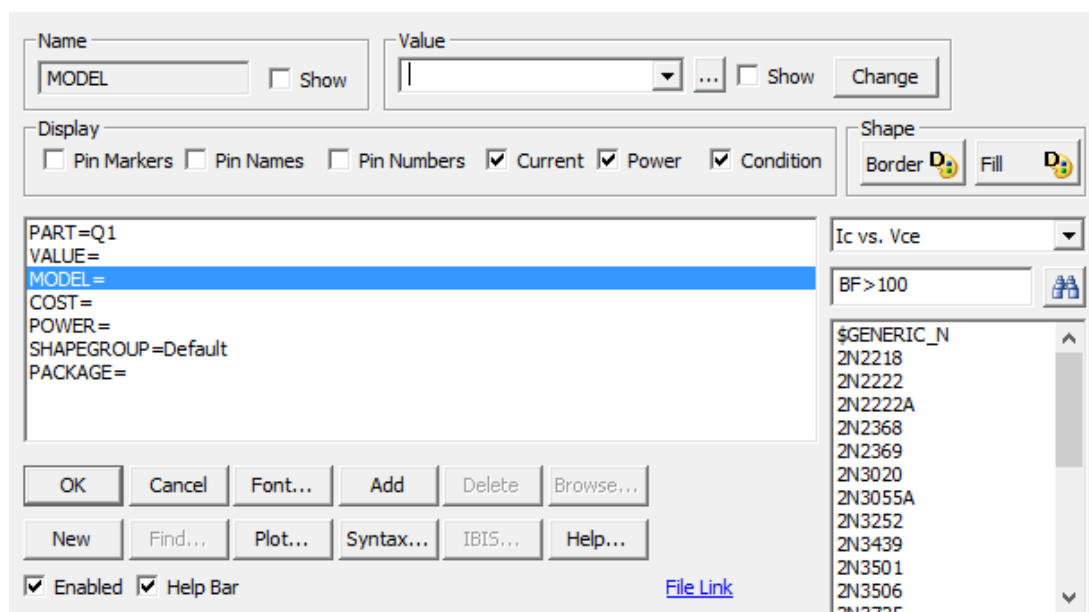 Name
MODEL
Show
Value
...
Show
Change
Display
Pin Markers
Pin Names
Pin Numbers
Current
Power
Condition
Shape
Border
Fill
PART=Q1
VALUE=
MODEL=
COST=
POWER=
SHAPEGROUP=Default
PACKAGE=
Ic vs. Vce
BF>100
$GENERIC_N
2N2218
2N2222
2N2222A
2N2368
2N2369
2N3020
2N3055A
2N3252
2N3439
2N3501
2N3506
OK
Cancel
Font...
Add
Delete
Browse...
New
Find...
Plot...
Syntax...
IBIS...
Help...
Enabled
Help Bar
File Link